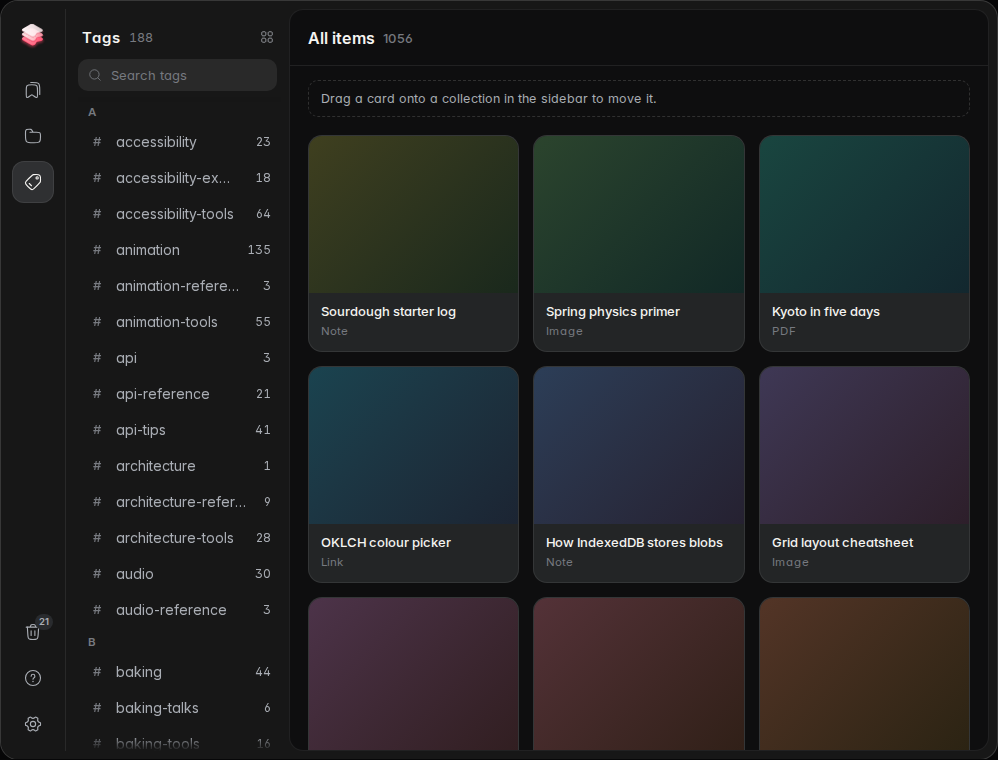 Tags 188
Search tags
A
# accessibility 23
# accessibility-ex... 18
# accessibility-tools 64
# animation 135
# animation-refere... 3
# animation-tools 55
# api 3
# api-reference 21
# api-tips 41
# architecture 1
# architecture-refer... 9
# architecture-tools 28
# audio 30
# audio-reference 3
B
# baking 44
# baking-talks 6
# baking-tools 16
21
All items 1056
Drag a card onto a collection in the sidebar to move it.
Sourdough starter log
Note
Spring physics primer
Image
Kyoto in five days
PDF
OKLCH colour picker
Link
How IndexedDB stores blobs
Note
Grid layout cheatsheet
Image